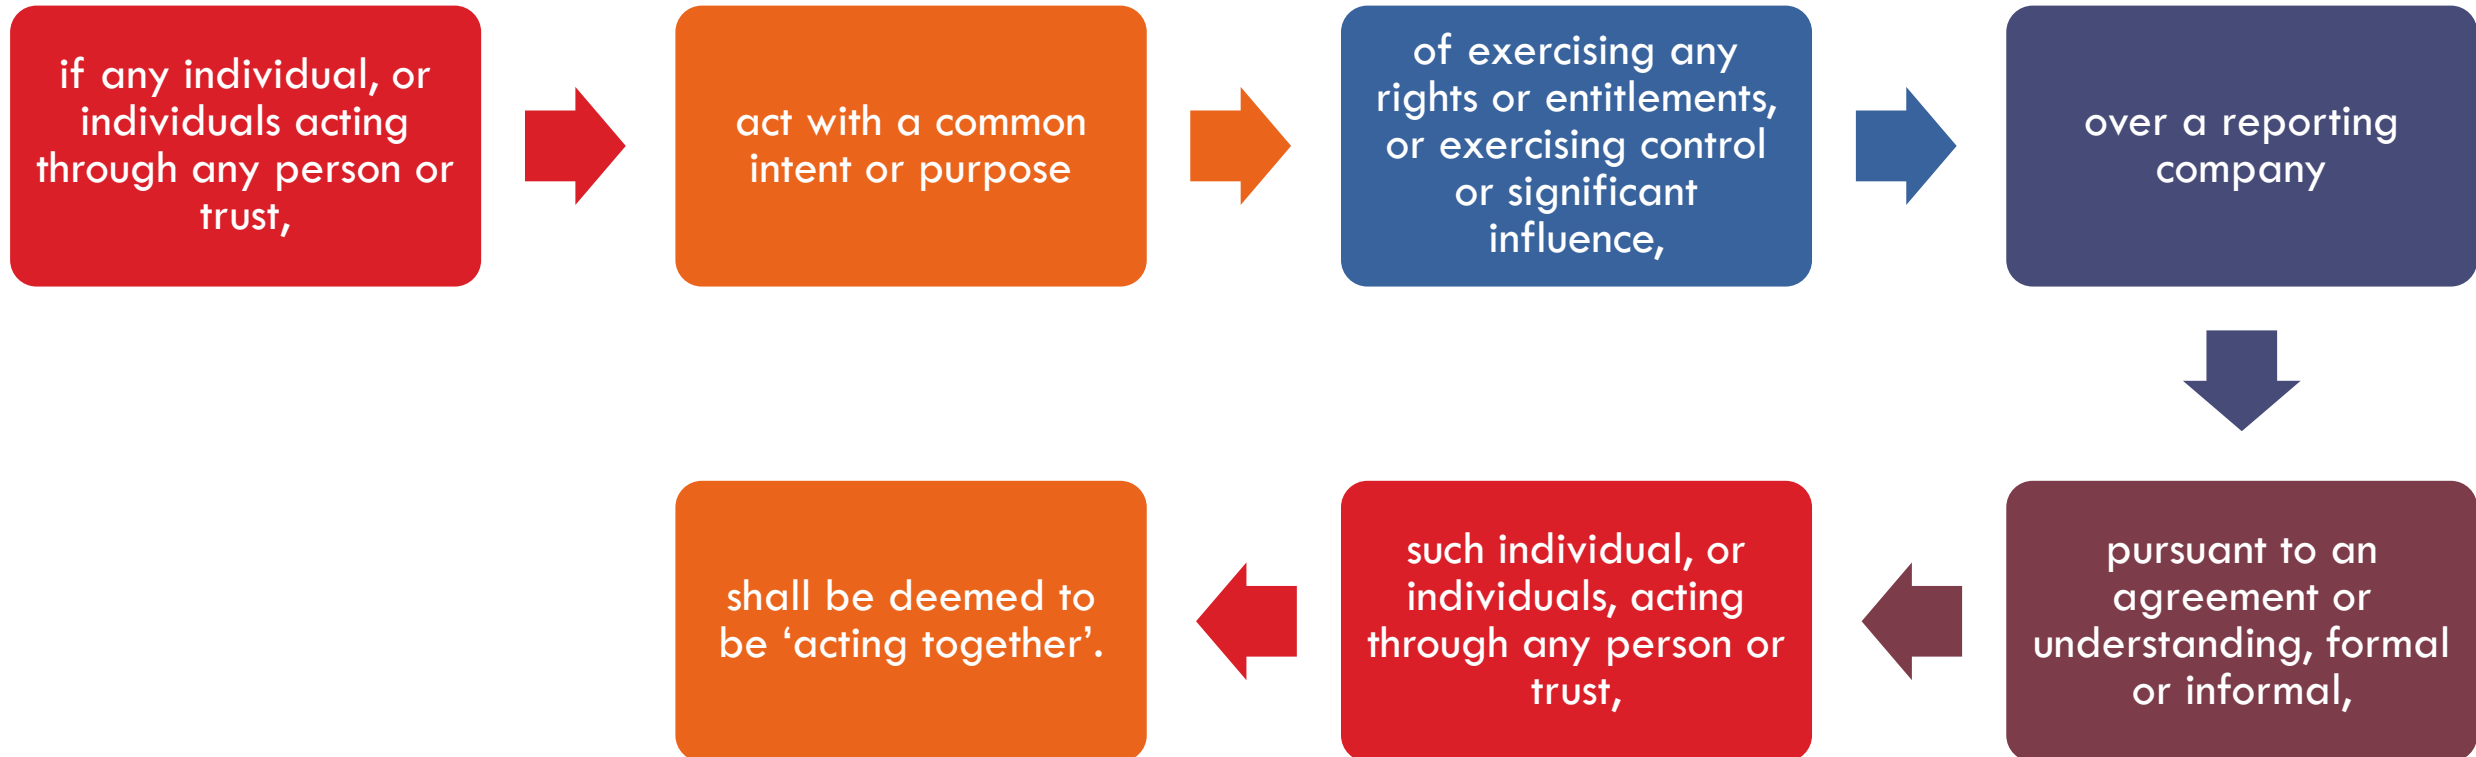 if any individual, or
individuals acting
through any person or
trust,
act with a common
intent or purpose
of exercising any
rights or entitlements,
or exercising control
or significant
influence,
over a reporting
company
pursuant to an
agreement or
understanding, formal
or informal,
such individual, or
individuals, acting
through any person or
trust,
shall be deemed to
be ‘acting together’.